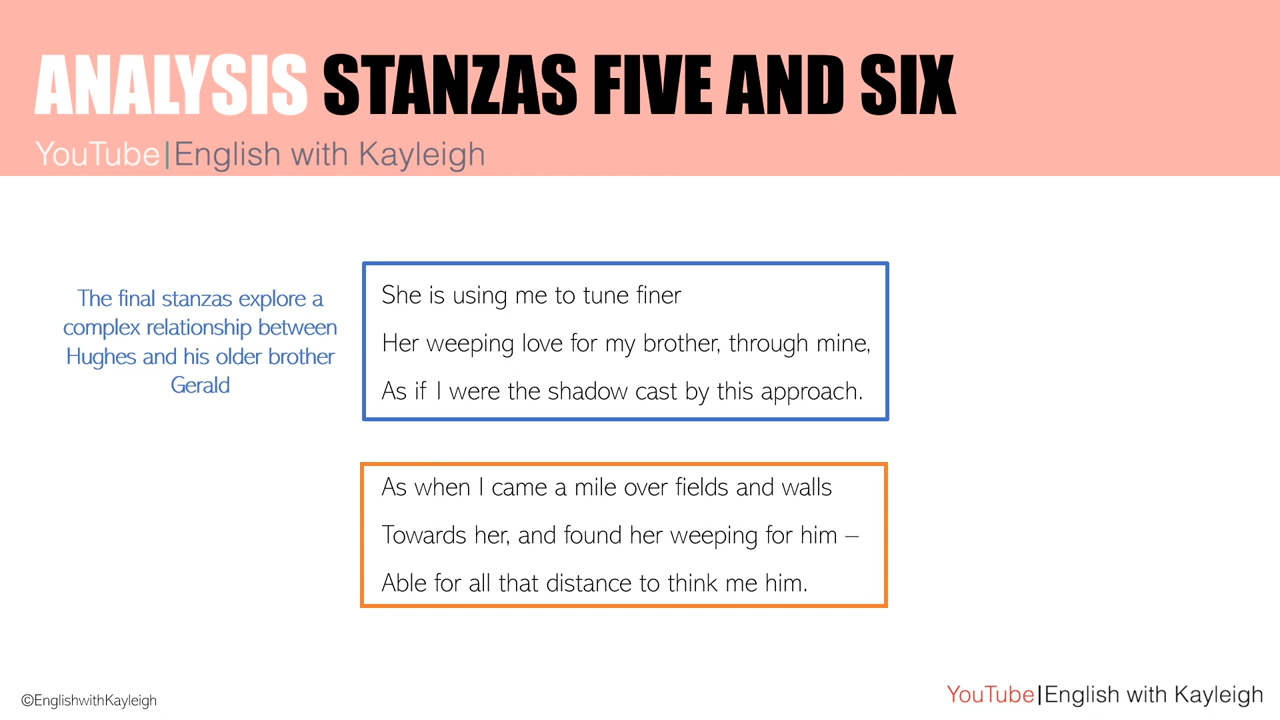 ANALYSIS STANZAS FIVE AND SIX
YouTube|English with Kayleigh
The final stanzas explore a
complex relationship between
Hughes and his older brother
Gerald
She is using me to tune finer
Her weeping love for my brother, through mine,
As if I were the shadow cast by this approach.
As when I came a mile over fields and walls
Towards her, and found her weeping for him –
Able for all that distance to think me him.
©EnglishwithKayleigh
YouTube|English with Kayleigh